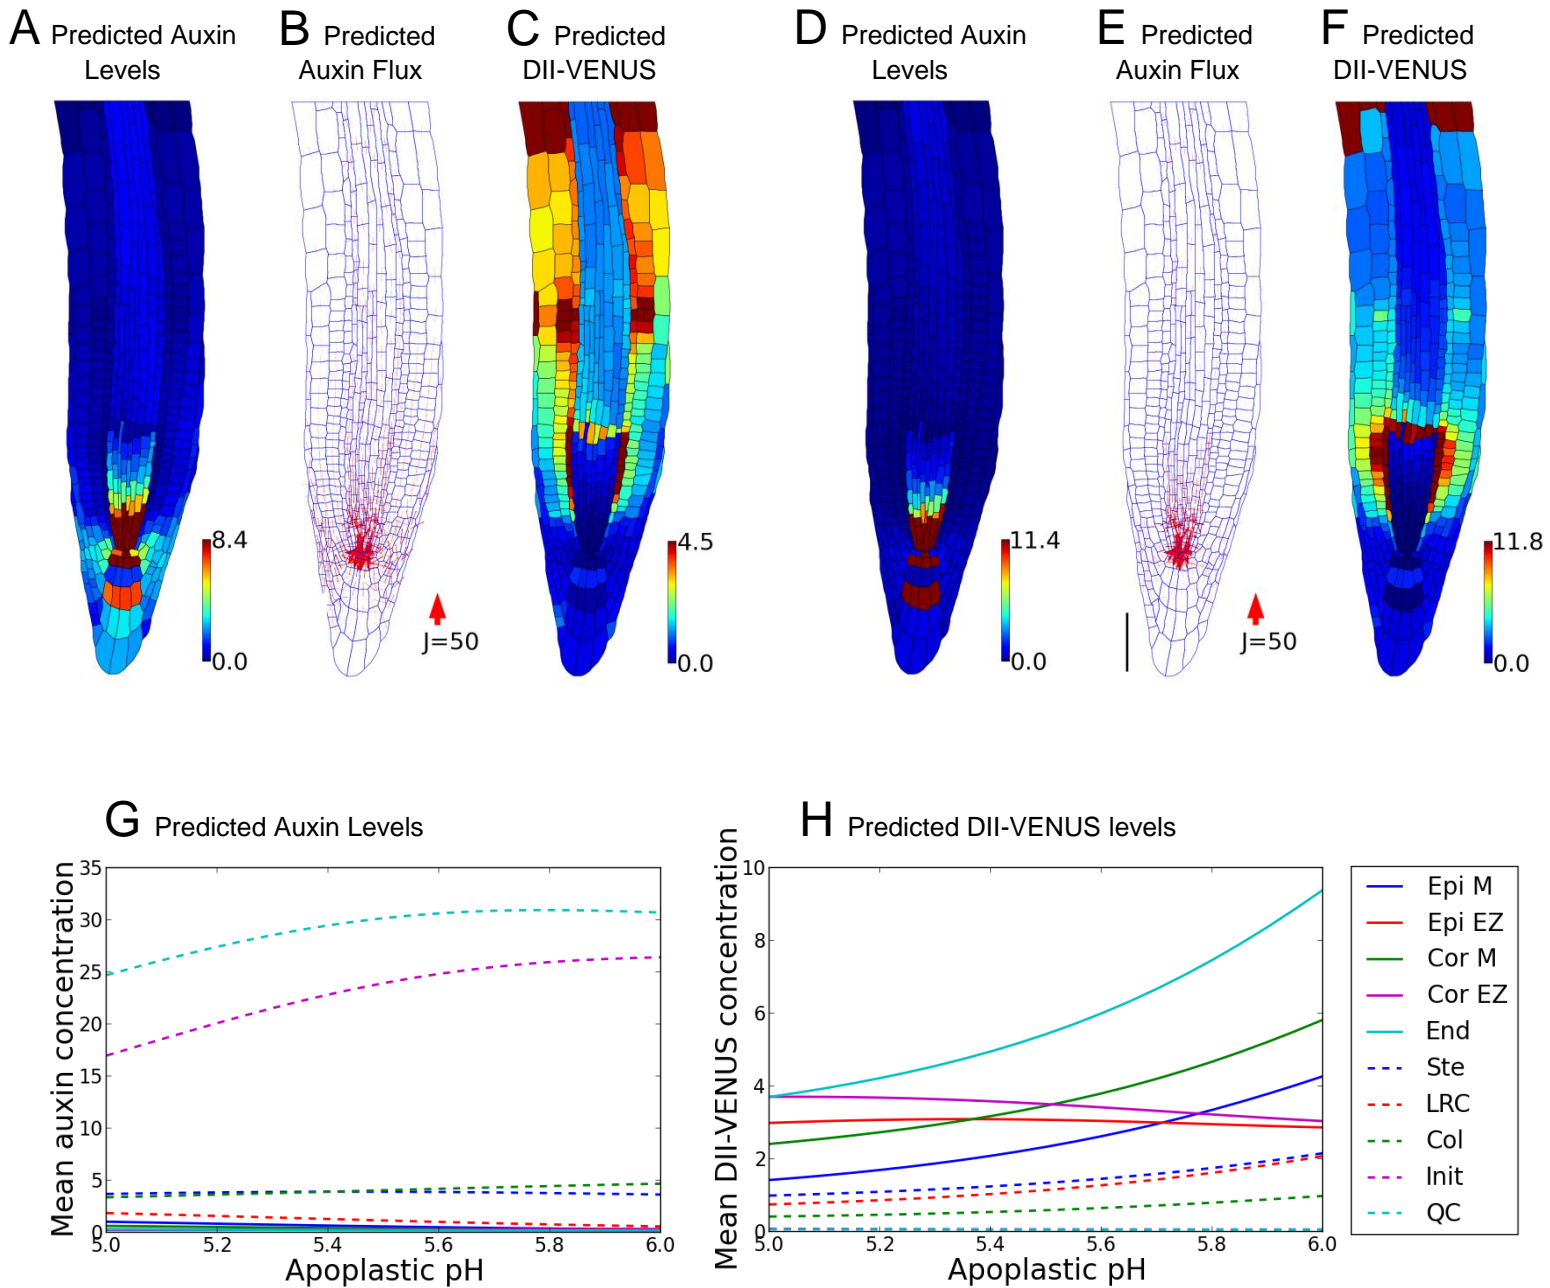 A Predicted Auxin Levels
B Predicted Auxin Flux
C Predicted DII-VENUS
D Predicted Auxin Levels
E Predicted Auxin Flux
F Predicted DII-VENUS
8.4
0.0
J=50
4.5
0.0
11.4
0.0
J=50
11.8
0.0
G Predicted Auxin Levels
Mean auxin concentration
35
30
25
20
15
10
5
0
5.0 5.2 5.4 5.6 5.8 6.0
Apoplastic pH
H Predicted DII-VENUS levels
Mean DII-VENUS concentration
10
8
6
4
2
0
5.0 5.2 5.4 5.6 5.8 6.0
Apoplastic pH
Epi M
Epi EZ
Cor M
Cor EZ
End
Ste
LRC
Col
Init
QC